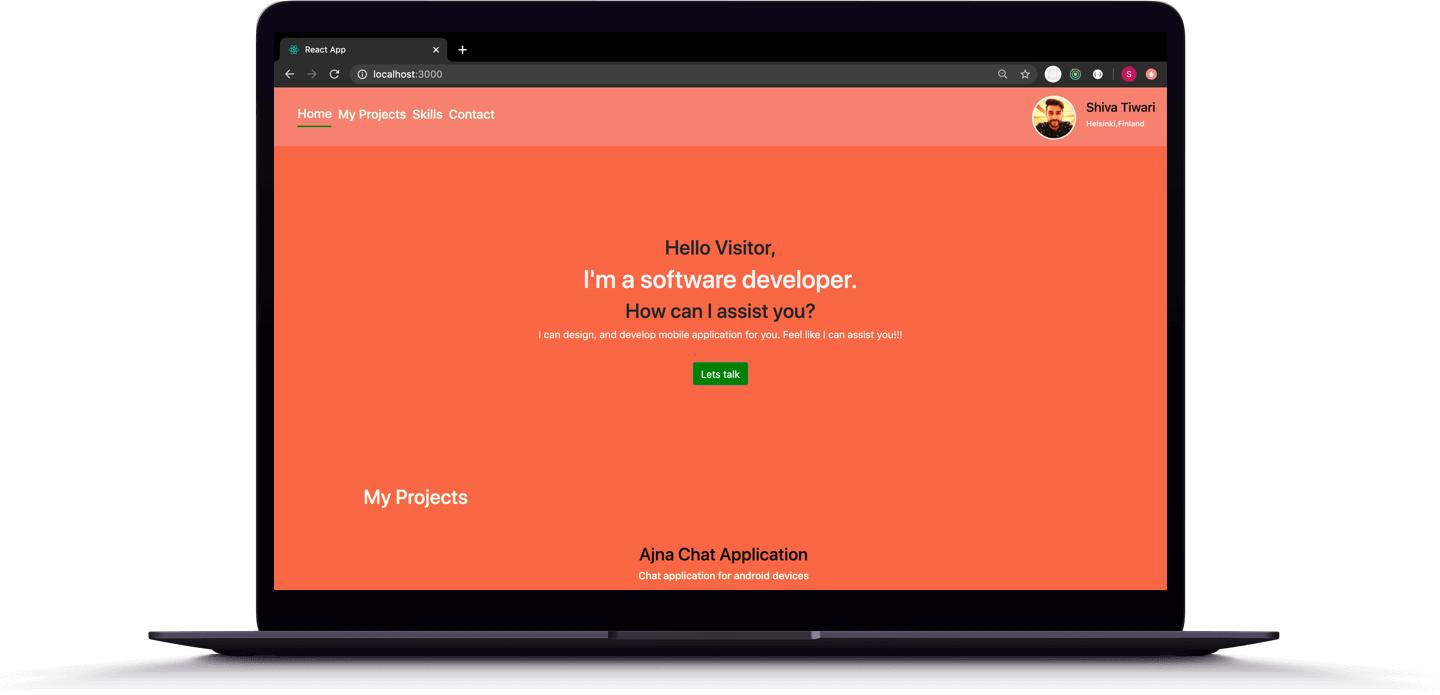 React App
localhost:3000
S
Home My Projects Skills Contact
Shiva Tiwari
Helsinki,Finland
Hello Visitor,
I'm a software developer.
How can I assist you?
I can design, and develop mobile application for you. Feel like I can assist you!!!
Lets talk
My Projects
Ajna Chat Application
Chat application for android devices